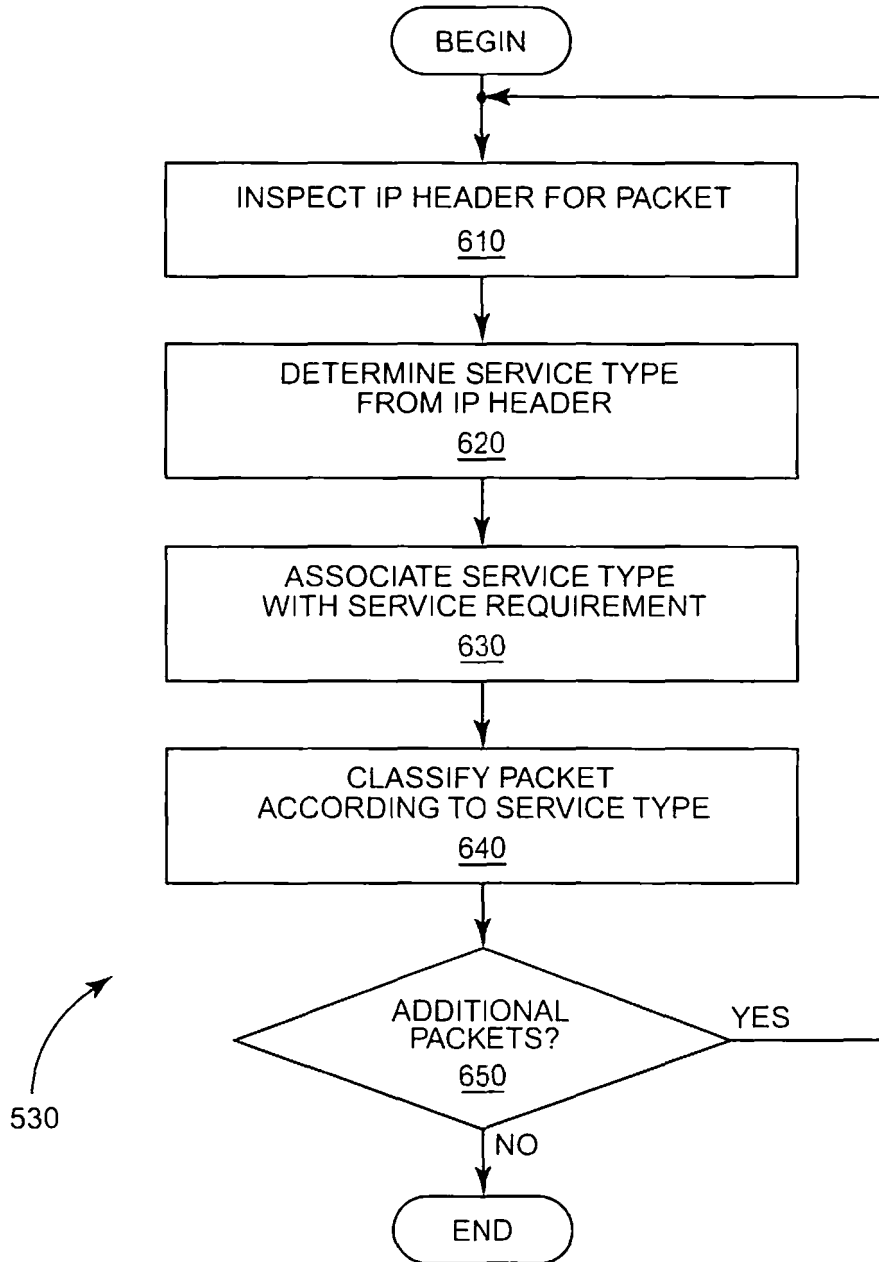 BEGIN
INSPECT IP HEADER FOR PACKET
610
DETERMINE SERVICE TYPE
FROM IP HEADER
620
ASSOCIATE SERVICE TYPE
WITH SERVICE REQUIREMENT
630
CLASSIFY PACKET
ACCORDING TO SERVICE TYPE
640
ADDITIONAL
PACKETS?
650
YES
530
NO
END